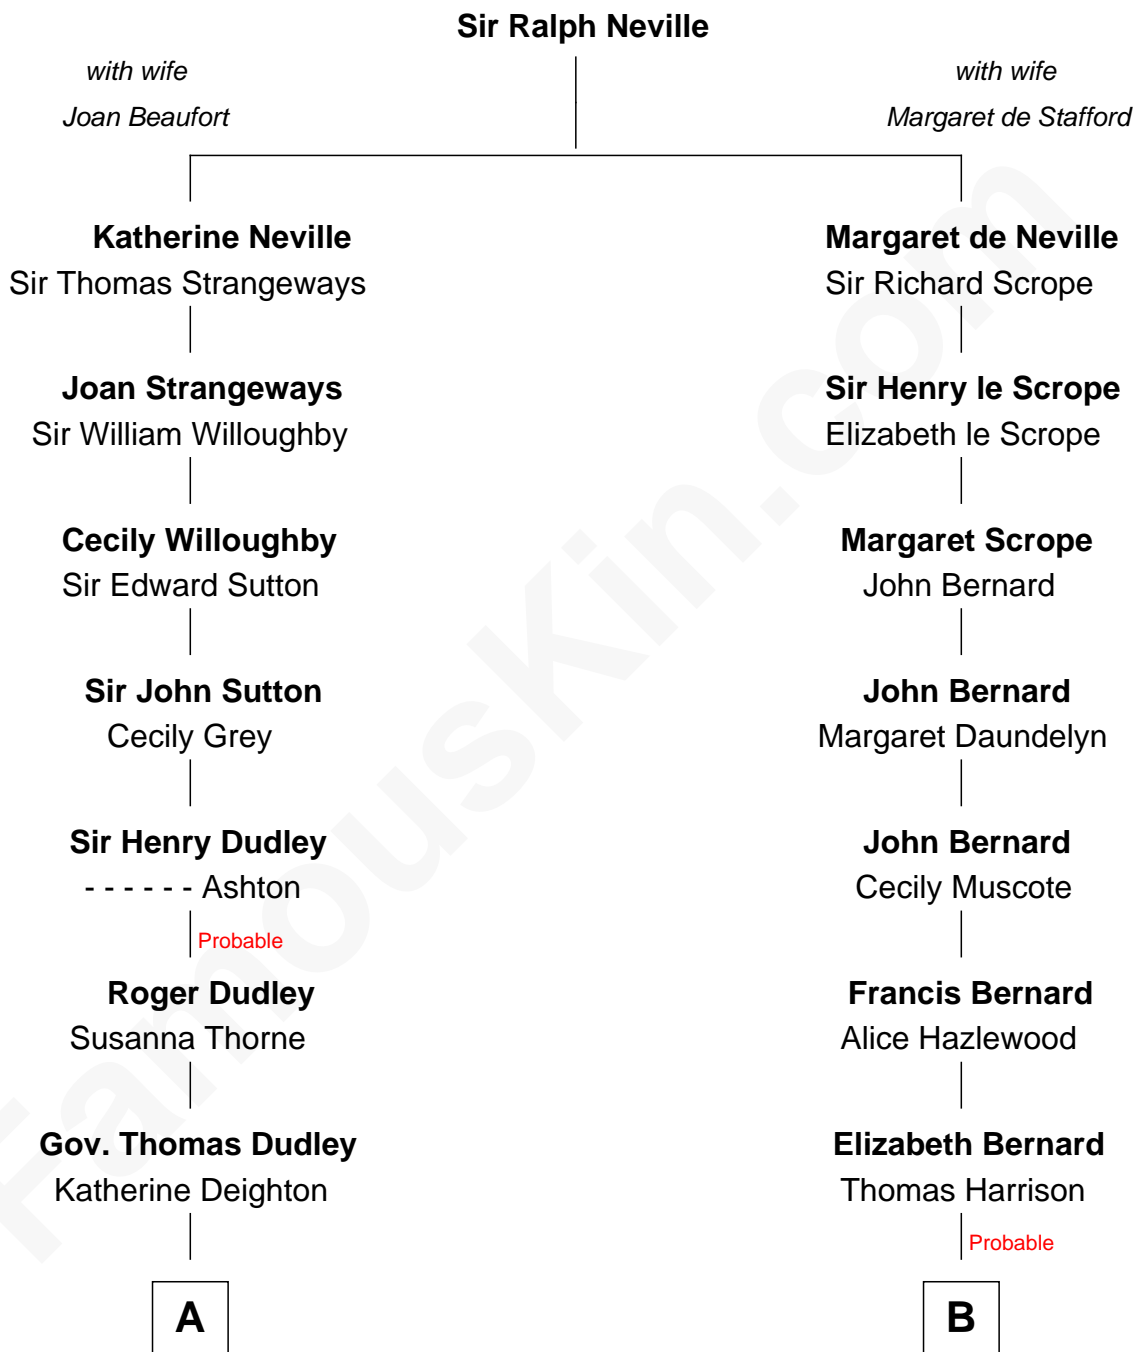 Sir Ralph Neville
with wife
Joan Beaufort
with wife
Margaret de Stafford
Katherine Neville
Sir Thomas Strangeways
Margaret de Neville
Sir Richard Scrope
Joan Strangeways
Sir William Willoughby
Sir Henry le Scrope
Elizabeth le Scrope
Cecily Willoughby
Sir Edward Sutton
Margaret Scrope
John Bernard
Sir John Sutton
Cecily Grey
John Bernard
Margaret Daundelyn
Sir Henry Dudley
- - - - - - Ashton
Probable
John Bernard
Cecily Muscote
Roger Dudley
Susanna Thorne
Francis Bernard
Alice Hazlewood
Gov. Thomas Dudley
Katherine Deighton
Elizabeth Bernard
Thomas Harrison
Probable
A
B
FamousKin.com